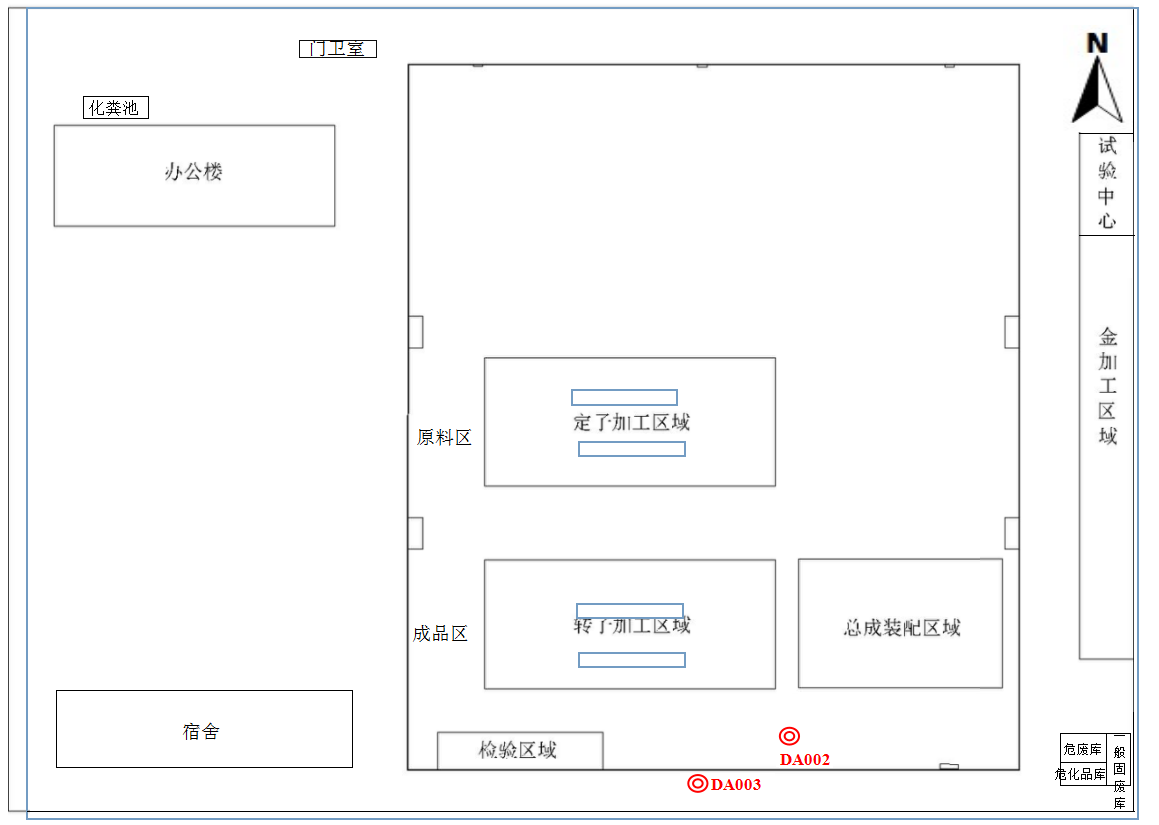 门卫室
N
化粪池
办公楼
试验中心
金加工区域
定子加工区域
原料区
转子加工区域
总成装配区域
成品区
宿舍
检验区域
DA002
DA003
危废库
危化品库
一般固废库